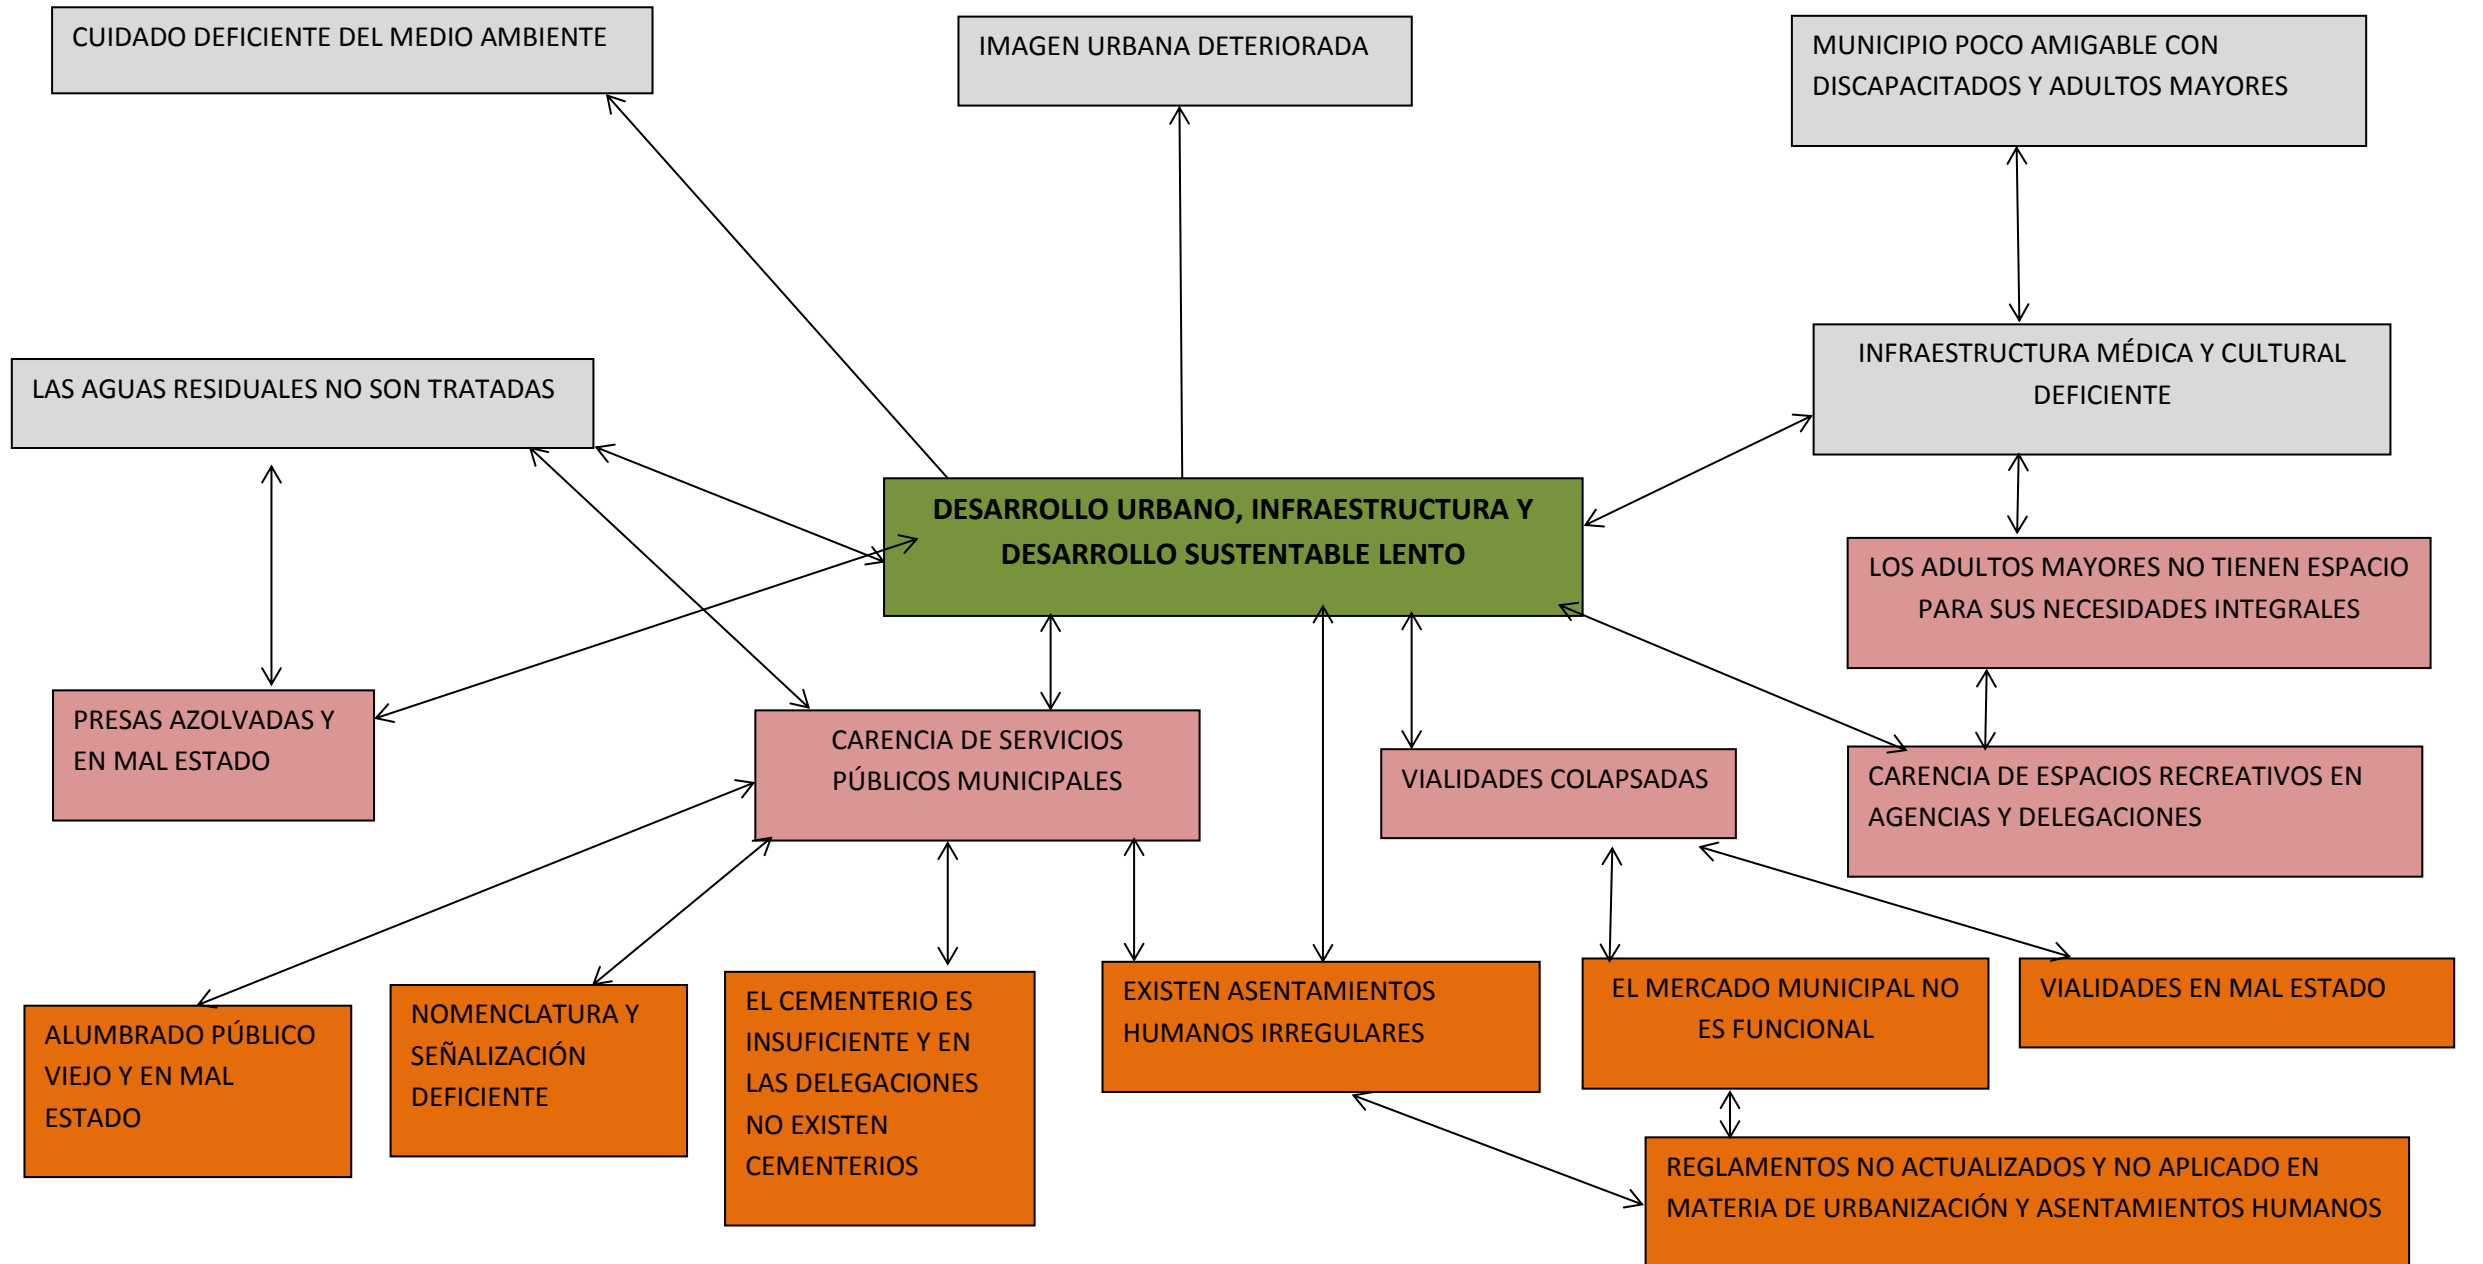 CUIDADO DEFICIENTE DEL MEDIO AMBIENTE
IMAGEN URBANA DETERIORADA
MUNICIPIO POCO AMIGABLE CON
DISCAPACITADOS Y ADULTOS MAYORES
LAS AGUAS RESIDUALES NO SON TRATADAS
INFRAESTRUCTURA MÉDICA Y CULTURAL
DEFICIENTE
DESARROLLO URBANO, INFRAESTRUCTURA Y
DESARROLLO SUSTENTABLE LENTO
LOS ADULTOS MAYORES NO TIENEN ESPACIO
PARA SUS NECESIDADES INTEGRALES
PRESAS AZOLVADAS Y
EN MAL ESTADO
CARENCIA DE SERVICIOS
PÚBLICOS MUNICIPALES
VIALIDADES COLAPSADAS
CARENCIA DE ESPACIOS RECREATIVOS EN
AGENCIAS Y DELEGACIONES
ALUMBRADO PÚBLICO
VIEJO Y EN MAL
ESTADO
NOMENCLATURA Y
SEÑALIZACIÓN
DEFICIENTE
EL CEMENTERIO ES
INSUFICIENTE Y EN
LAS DELEGACIONES
NO EXISTEN
CEMENTERIOS
EXISTEN ASENTAMIENTOS
HUMANOS IRREGULARES
EL MERCADO MUNICIPAL NO
ES FUNCIONAL
VIALIDADES EN MAL ESTADO
REGLAMENTOS NO ACTUALIZADOS Y NO APLICADO EN
MATERIA DE URBANIZACIÓN Y ASENTAMIENTOS HUMANOS